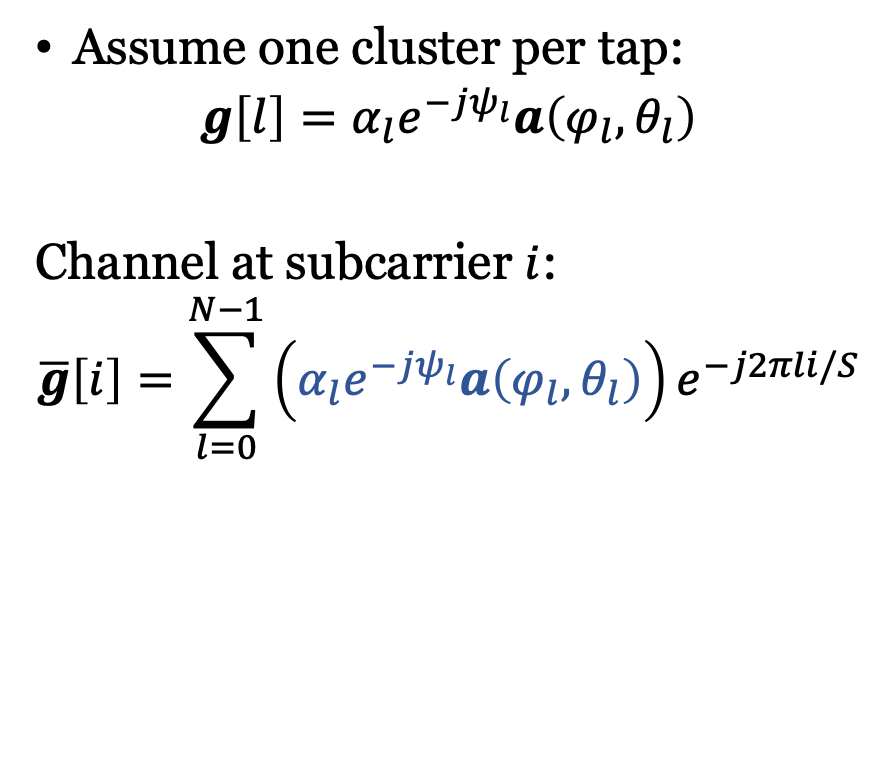 • Assume one cluster per tap:
𝒈[l] = α_l e^{−jψ_l} 𝒂(φ_l, θ_l)
Channel at subcarrier i:
𝒈̅[i] = ∑_{l=0}^{N−1} (α_l e^{−jψ_l} 𝒂(φ_l, θ_l)) e^{−j2πli/S}